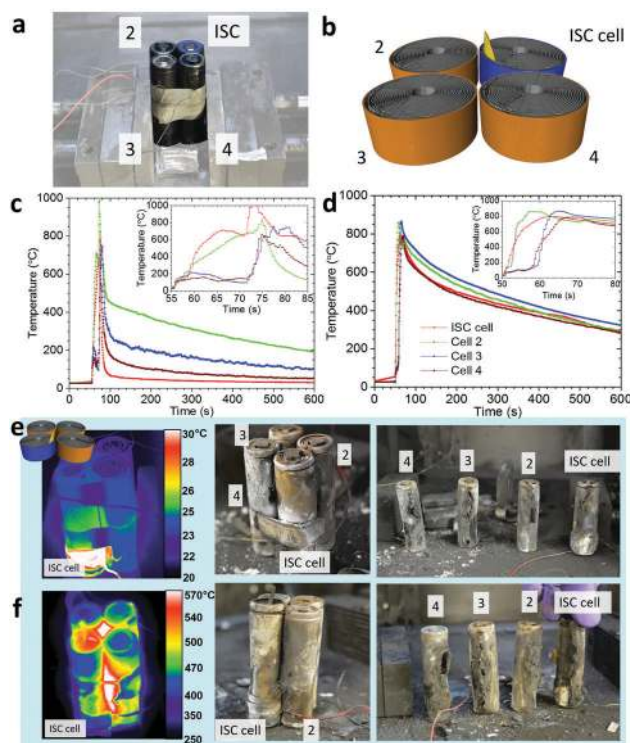 a
2
ISC
3
4
b
ISC cell
2
3
4
c
Temperature (°C)
1000
800
600
400
200
0
0 100 200 300 400 500 600
Time (s)
Temperature (°C)
1000
800
600
400
200
0
55 60 65 70 75 80 85
Time (s)
d
Temperature (°C)
1000
800
600
400
200
0
0 100 200 300 400 500 600
Time (s)
Temperature (°C)
1000
800
600
400
200
0
50 60 70 80
Time (s)
ISC cell
Cell 2
Cell 3
Cell 4
e
30°C
28
26
25
23
22
20
ISC cell
3
2
4
ISC cell
4
3
2
ISC cell
f
570°C
540
500
470
400
350
250
ISC cell
ISC cell
2
4
3
2
ISC cell